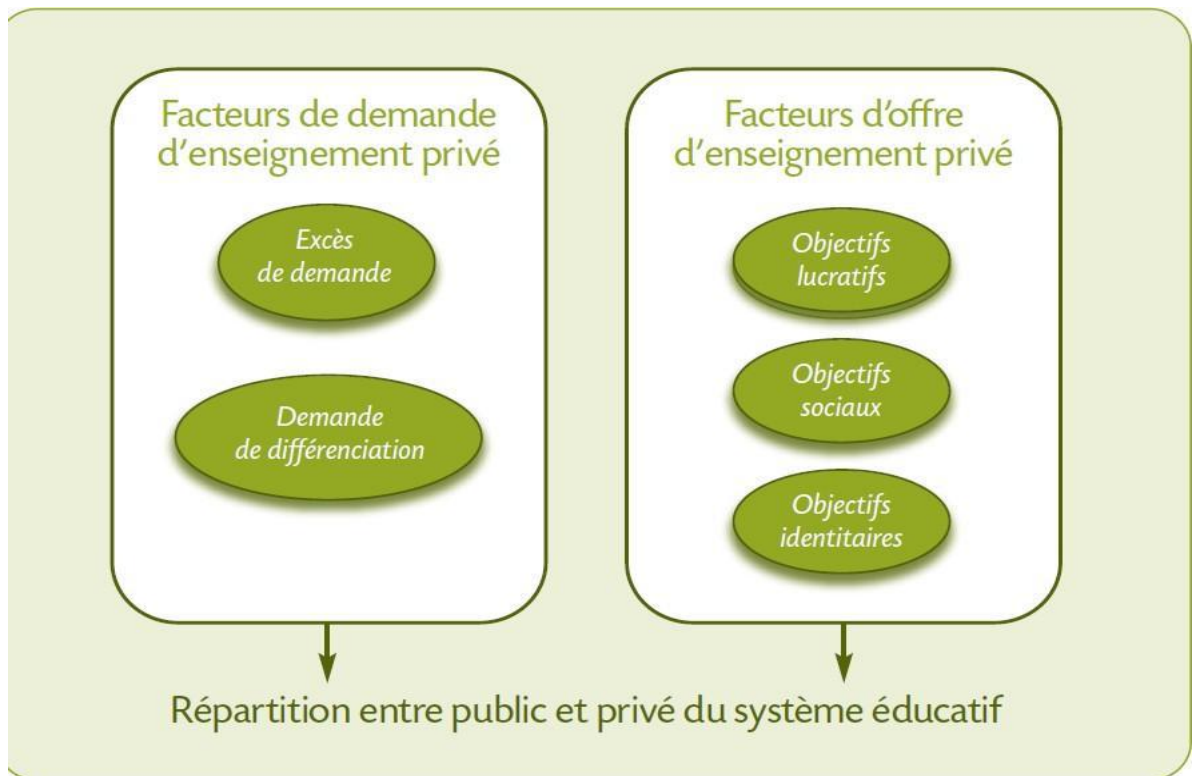 Facteurs de demande
d'enseignement privé
Excès
de demande
Demande
de différenciation
Facteurs d'offre
d'enseignement privé
Objectifs
lucratifs
Objectifs
sociaux
Objectifs
identitaires
Répartition entre public et privé du système éducatif